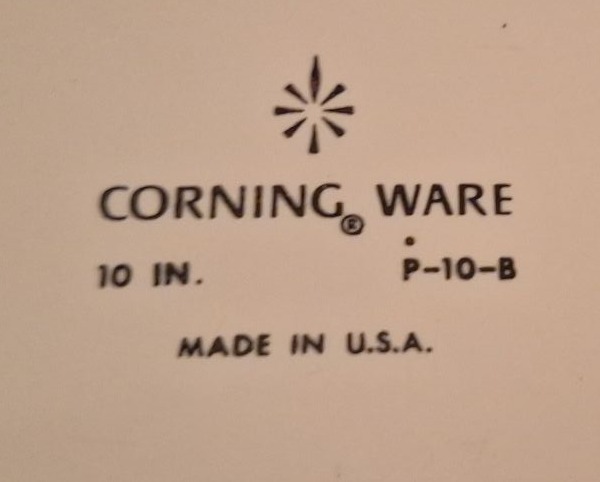 CORNING® WARE
10 IN. P-10-B
MADE IN U.S.A.